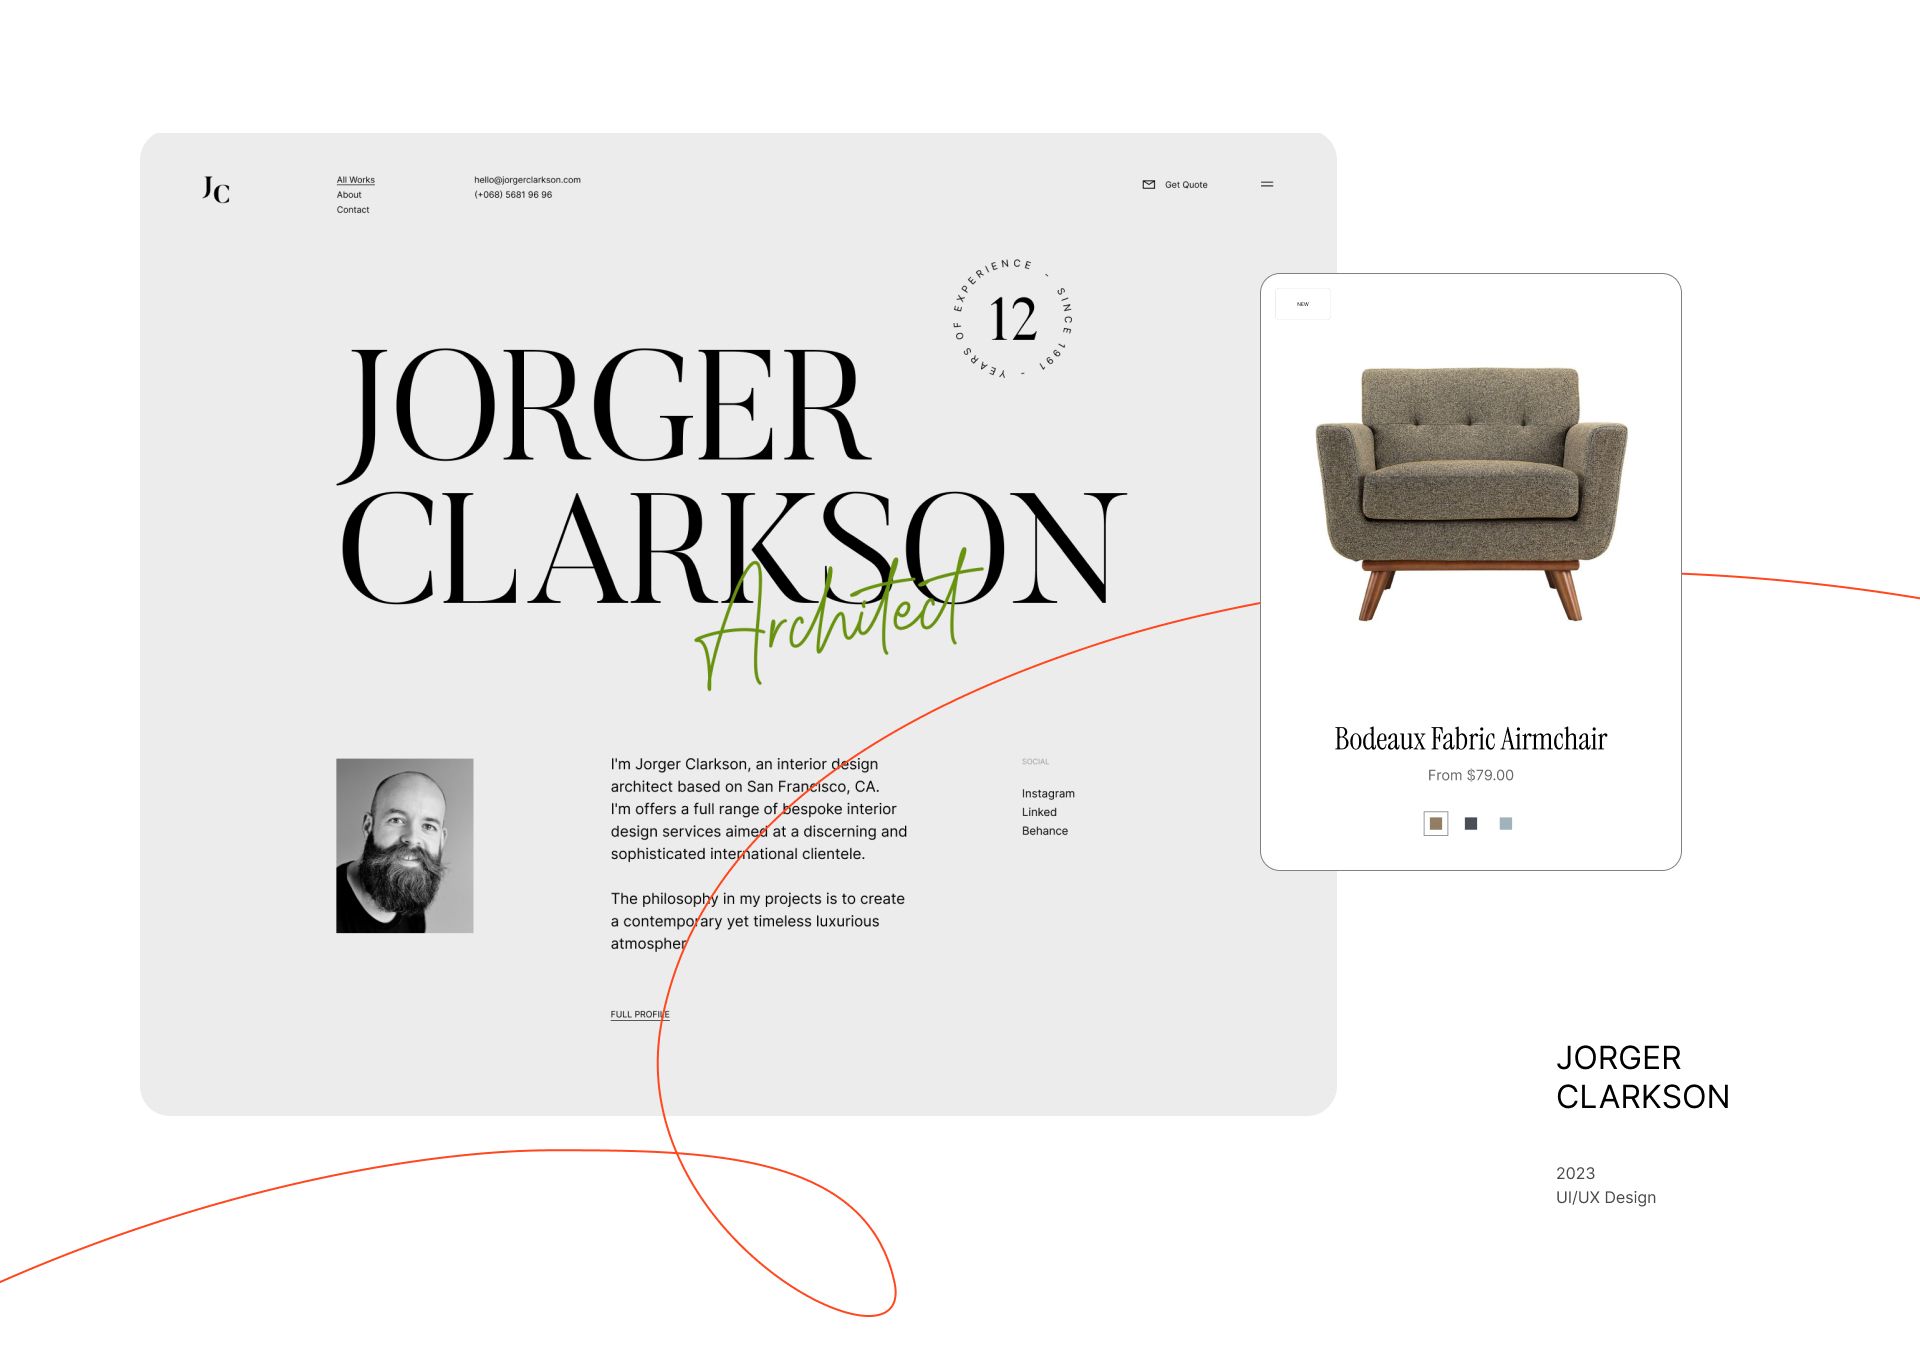 JC
All Works
About
Contact
hello@jorgerclarkson.com
(+068) 5681 96 96
Get Quote
YEARS OF EXPERIENCE - SINCE 1991 -
12
JORGER
CLARKSON
Architect
I'm Jorger Clarkson, an interior design
architect based on San Francisco, CA.
I'm offers a full range of bespoke interior
design services aimed at a discerning and
sophisticated international clientele.
The philosophy in my projects is to create
a contemporary yet timeless luxurious
atmospher
FULL PROFILE
SOCIAL
Instagram
Linked
Behance
NEW
Bodeaux Fabric Airmchair
From $79.00
JORGER
CLARKSON
2023
UI/UX Design